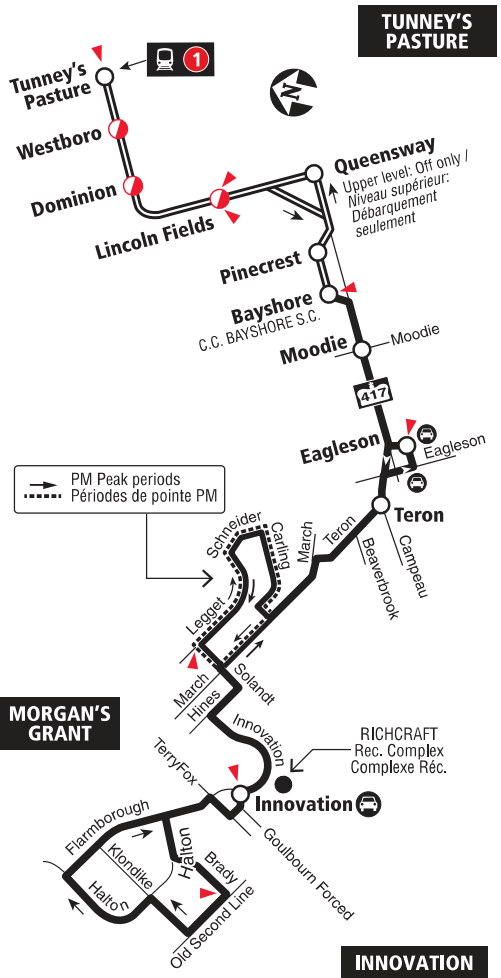 TUNNEY'S
PASTURE
1
Tunney's
Pasture
N
Westboro
Queensway
Upper level: Off only /
Niveau supérieur:
Débarquement
seulement
Dominion
Lincoln Fields
Pinecrest
Bayshore
C.C. BAYSHORE S.C.
Moodie
Moodie
417
Eagleson
Eagleson
PM Peak periods
Périodes de pointe PM
Teron
Schneider
Carling
March
Teron
Beaverbrook
Campeau
Legget
Solandt
March
Hines
MORGAN'S
GRANT
Innovation
RICHCRAFT
Rec. Complex
Complexe Réc.
TerryFox
Innovation
Flarmborough
Goulbourn Forced
Klondike
Halton
Halton
Brady
Old Second Line
INNOVATION